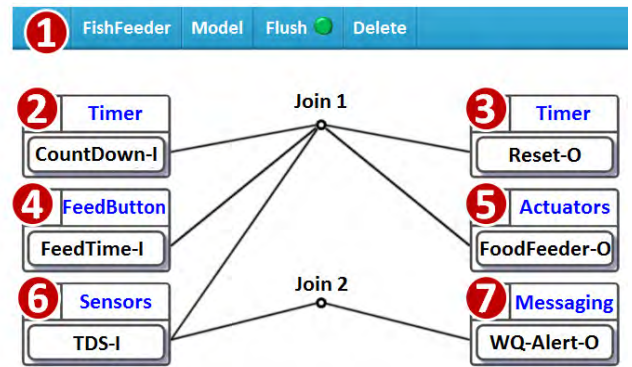 1 FishFeeder Model Flush Delete
Join 1
2 Timer
CountDown-I
3 Timer
Reset-O
4 FeedButton
FeedTime-I
5 Actuators
FoodFeeder-O
Join 2
6 Sensors
TDS-I
7 Messaging
WQ-Alert-O